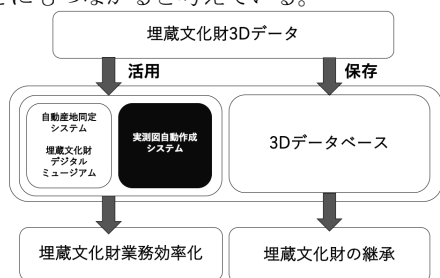 とにもつながると考えている。
埋蔵文化財3Dデータ
活用
保存
自動産地同定
システム
埋蔵文化財
デジタル
ミュージアム
実測図自動作成
システム
3Dデータベース
埋蔵文化財業務効率化
埋蔵文化財の継承